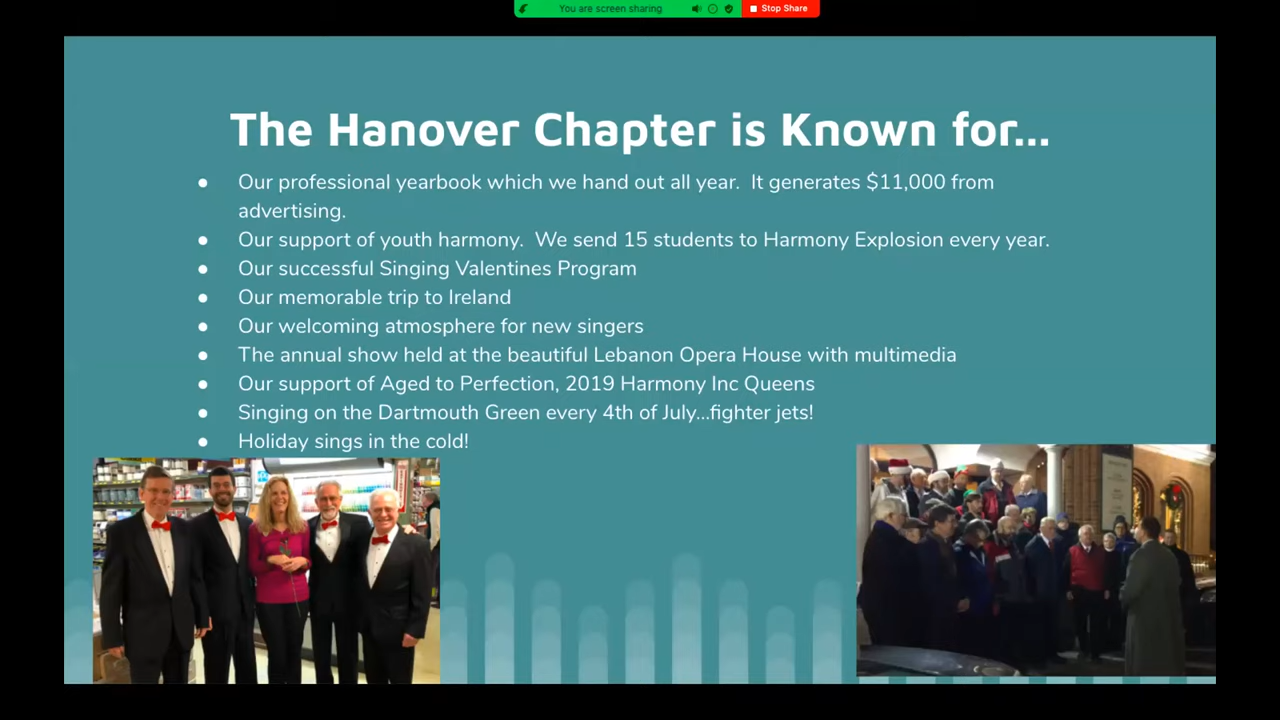 You are screen sharing
Stop Share
The Hanover Chapter is Known for...
● Our professional yearbook which we hand out all year. It generates $11,000 from
advertising.
● Our support of youth harmony. We send 15 students to Harmony Explosion every year.
● Our successful Singing Valentines Program
● Our memorable trip to Ireland
● Our welcoming atmosphere for new singers
● The annual show held at the beautiful Lebanon Opera House with multimedia
● Our support of Aged to Perfection, 2019 Harmony Inc Queens
● Singing on the Dartmouth Green every 4th of July...fighter jets!
● Holiday sings in the cold!